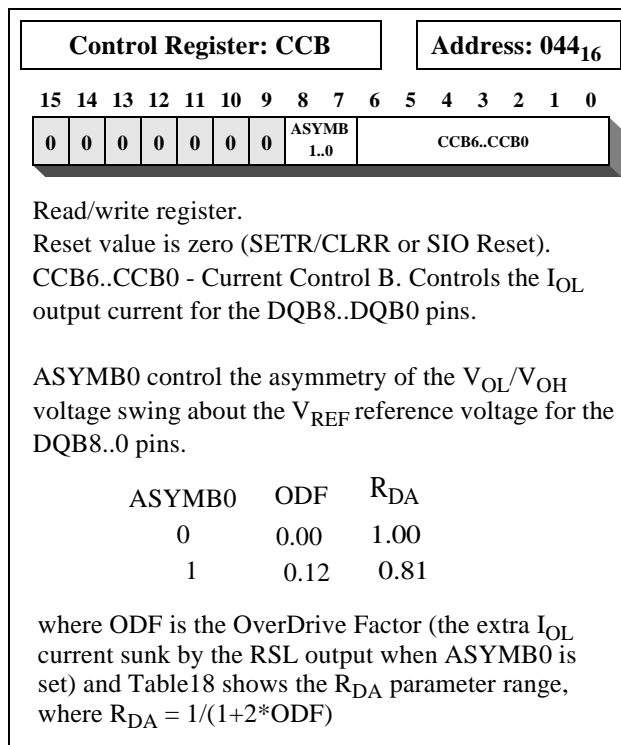 Control Register: CCB Address: 044₁₆
15 14 13 12 11 10 9 8 7 6 5 4 3 2 1 0
0 0 0 0 0 0 0 ASYMB 1..0 CCB6..CCB0
Read/write register.
Reset value is zero (SETR/CLRR or SIO Reset).
CCB6..CCB0 - Current Control B. Controls the I_OL
output current for the DQB8..DQB0 pins.
ASYMB0 control the asymmetry of the V_OL/V_OH
voltage swing about the V_REF reference voltage for the
DQB8..0 pins.
ASYMB0 ODF R_DA
0 0.00 1.00
1 0.12 0.81
where ODF is the OverDrive Factor (the extra I_OL
current sunk by the RSL output when ASYMB0 is
set) and Table18 shows the R_DA parameter range,
where R_DA = 1/(1+2*ODF)